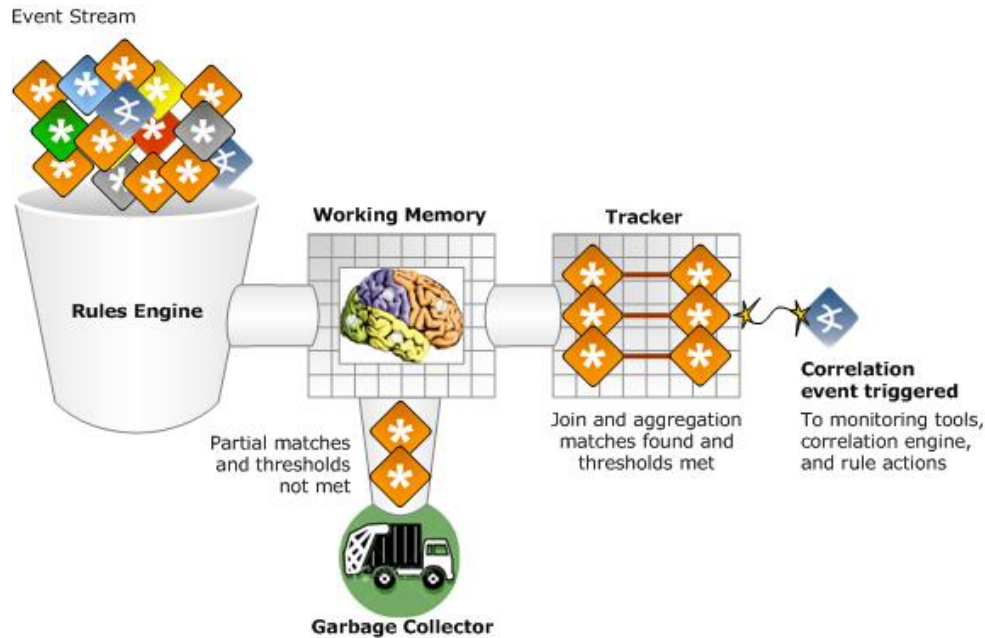 Event Stream
Rules Engine
Working Memory
Tracker
Partial matches
and thresholds
not met
Garbage Collector
Join and aggregation
matches found and
thresholds met
Correlation
event triggered
To monitoring tools,
correlation engine,
and rule actions